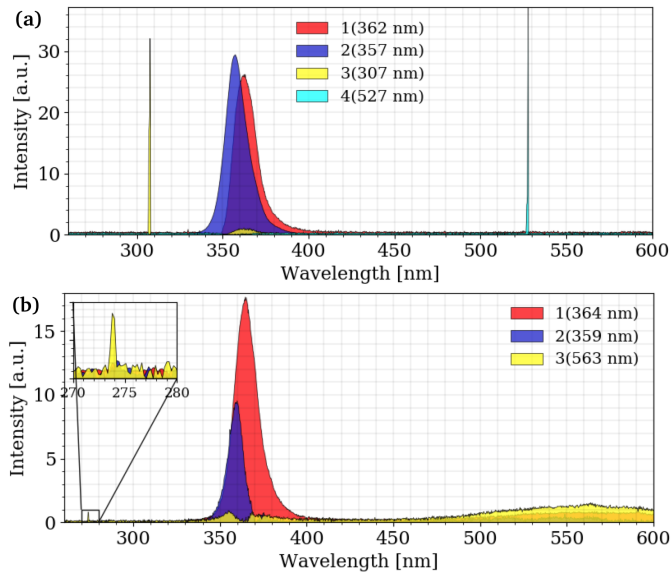 (a)
Intensity [a.u.]
30
20
10
0
1(362 nm)
2(357 nm)
3(307 nm)
4(527 nm)
300 350 400 450 500 550 600
Wavelength [nm]
(b)
Intensity [a.u.]
15
10
5
0
270 275 280
1(364 nm)
2(359 nm)
3(563 nm)
300 350 400 450 500 550 600
Wavelength [nm]